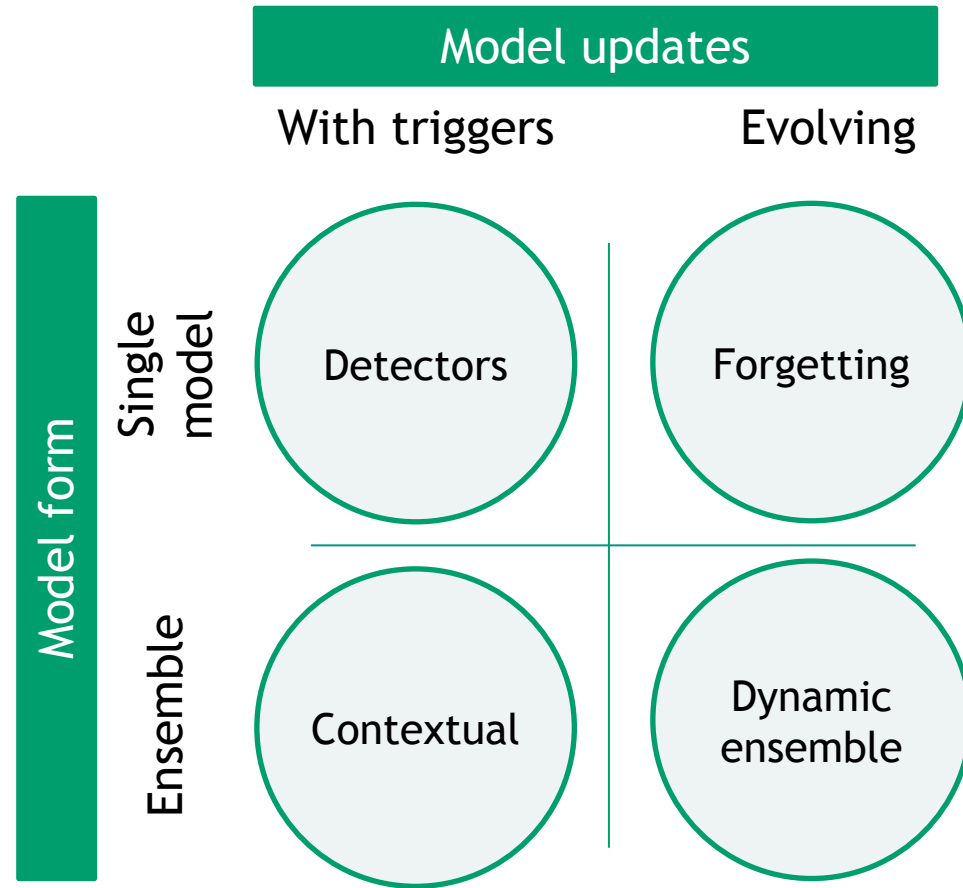 Model updates
With triggers
Evolving
Model form
Single
model
Detectors
Forgetting
Ensemble
Contextual
Dynamic
ensemble